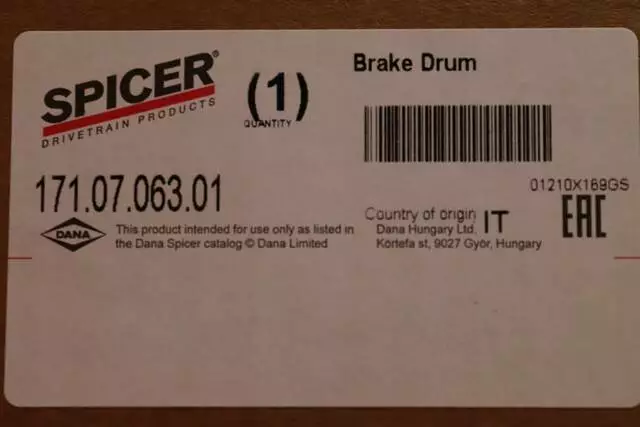 SPICER®
DRIVETRAIN PRODUCTS
(1)
QUANTITY
Brake Drum
171.07.063.01
01210X169GS
DANA
This product intended for use only as listed in
the Dana Spicer catalog © Dana Limited
Country of origin IT
Dana Hungary Ltd.
Körtefa st, 9027 Győr, Hungary
EAC